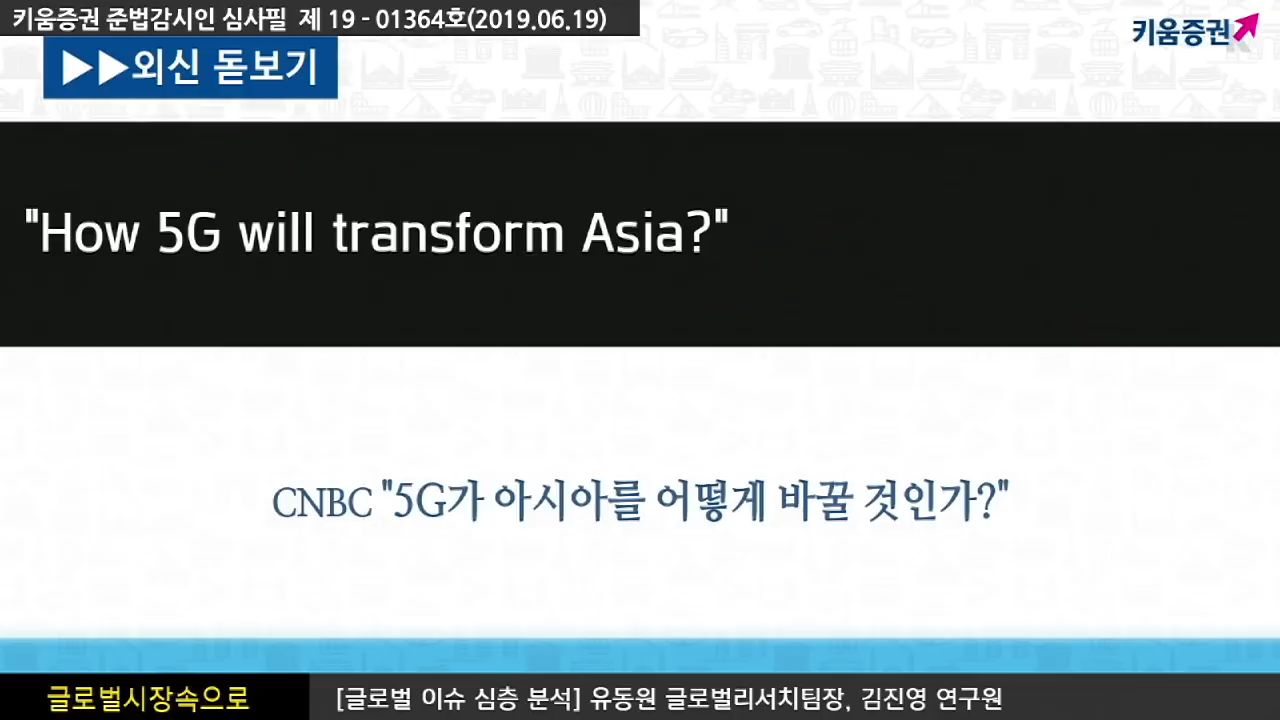 키움증권 준법감시인 심사필 제 19 - 01364호(2019.06.19)
키움증권
▶▶외신 돋보기
"How 5G will transform Asia?"
CNBC "5G가 아시아를 어떻게 바꿀 것인가?"
글로벌시장속으로
[글로벌 이슈 심층 분석] 유동원 글로벌리서치팀장, 김진영 연구원